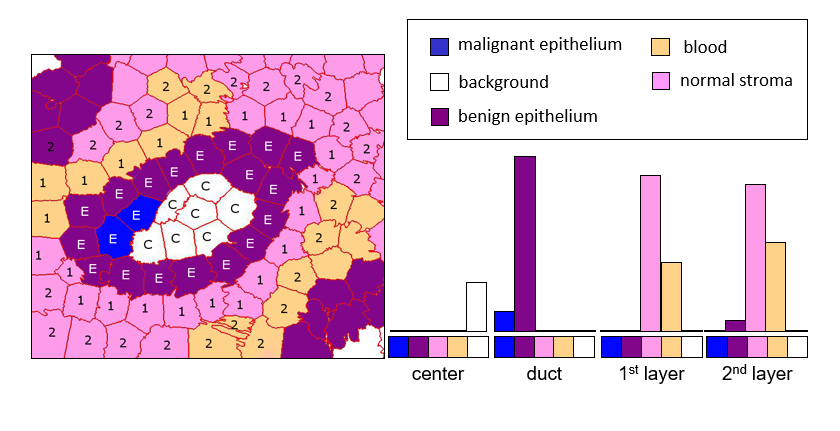 malignant epithelium
blood
background
normal stroma
benign epithelium
2 2 2 2 2 2
2 2 1 1 1 1 1 2
2 2 1 E E 2
1 E E 1
1 1 E E C E 1 2
E E
1 E E C C C E 1 2
1 E E C C C E 1 2
1 E E E E E 1 2
2 1 1 1 1 1 1 2
2
2 2 2 2 2 2
center duct 1st layer 2nd layer